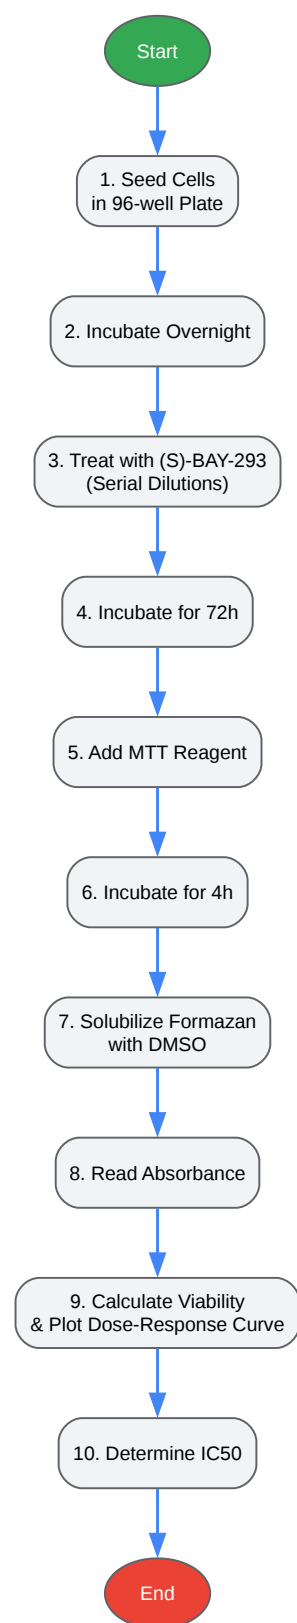 Start
1. Seed Cells
in 96-well Plate
2. Incubate Overnight
3. Treat with (S)-BAY-293
(Serial Dilutions)
4. Incubate for 72h
5. Add MTT Reagent
6. Incubate for 4h
7. Solubilize Formazan
with DMSO
8. Read Absorbance
9. Calculate Viability
& Plot Dose-Response Curve
10. Determine IC50
End